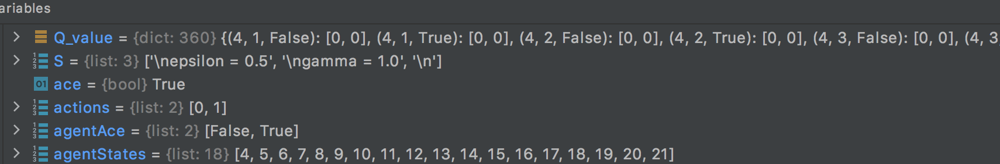 ariables
Q_value = {dict: 360} {(4, 1, False): [0, 0], (4, 1, True): [0, 0], (4, 2, False): [0, 0], (4, 2, True): [0, 0], (4, 3, False): [0, 0], (4, 3,
S = {list: 3} ['\nepsilon = 0.5', '\ngamma = 1.0', '\n']
01 ace = {bool} True
actions = {list: 2} [0, 1]
agentAce = {list: 2} [False, True]
agentStates = {list: 18} [4, 5, 6, 7, 8, 9, 10, 11, 12, 13, 14, 15, 16, 17, 18, 19, 20, 21]